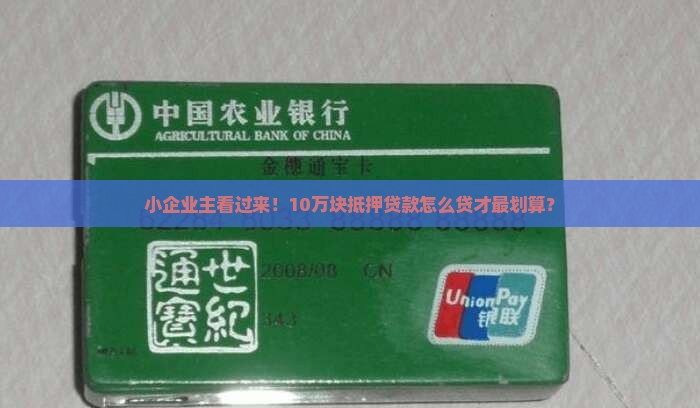 中国农业银行
AGRICULTURAL BANK OF CHINA
金穗通宝卡
小企业主看过来！10万块抵押贷款怎么贷才最划算？
2008/08 CN
世纪
通寶
343
UnionPay
银联